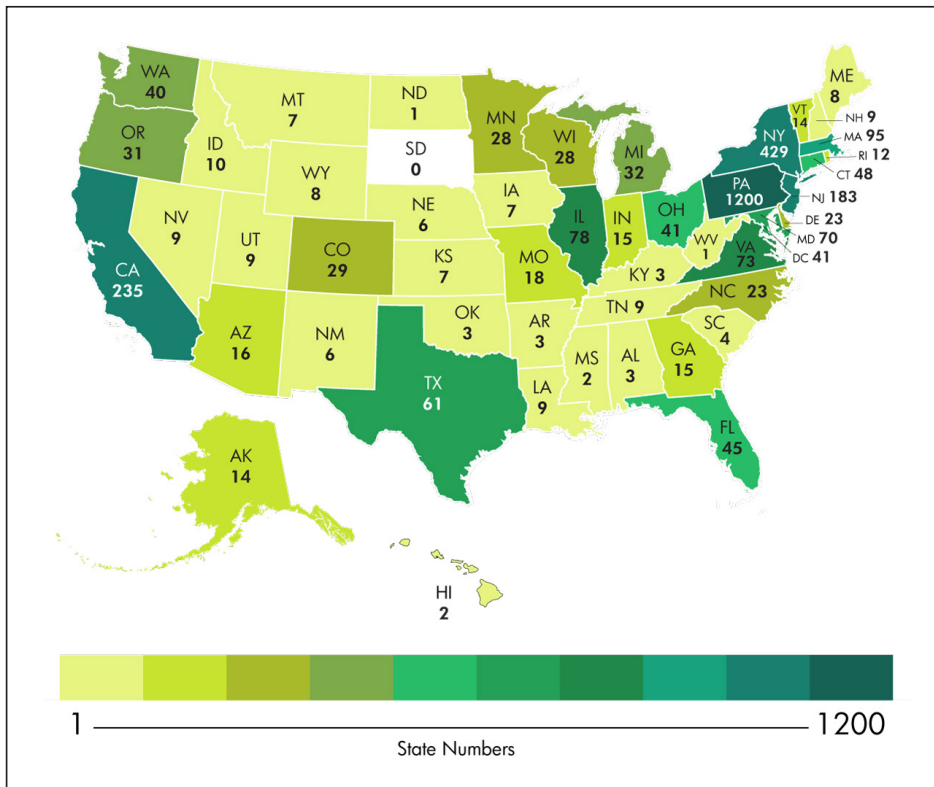 WA
40
OR
31
CA
235
NV
9
ID
10
MT
7
WY
8
UT
9
AZ
16
CO
29
NM
6
ND
1
SD
0
NE
6
KS
7
OK
3
TX
61
MN
28
IA
7
MO
18
AR
3
LA
9
WI
28
IL
78
MI
32
IN
15
OH
41
KY 3
TN 9
MS
2
AL
3
GA
15
FL
45
SC
4
NC 23
VA
73
WV
1
PA
1200
NY
429
VT
14
ME
8
NH 9
MA 95
RI 12
CT 48
NJ 183
DE 23
MD 70
DC 41
AK
14
HI
2
1
1200
State Numbers